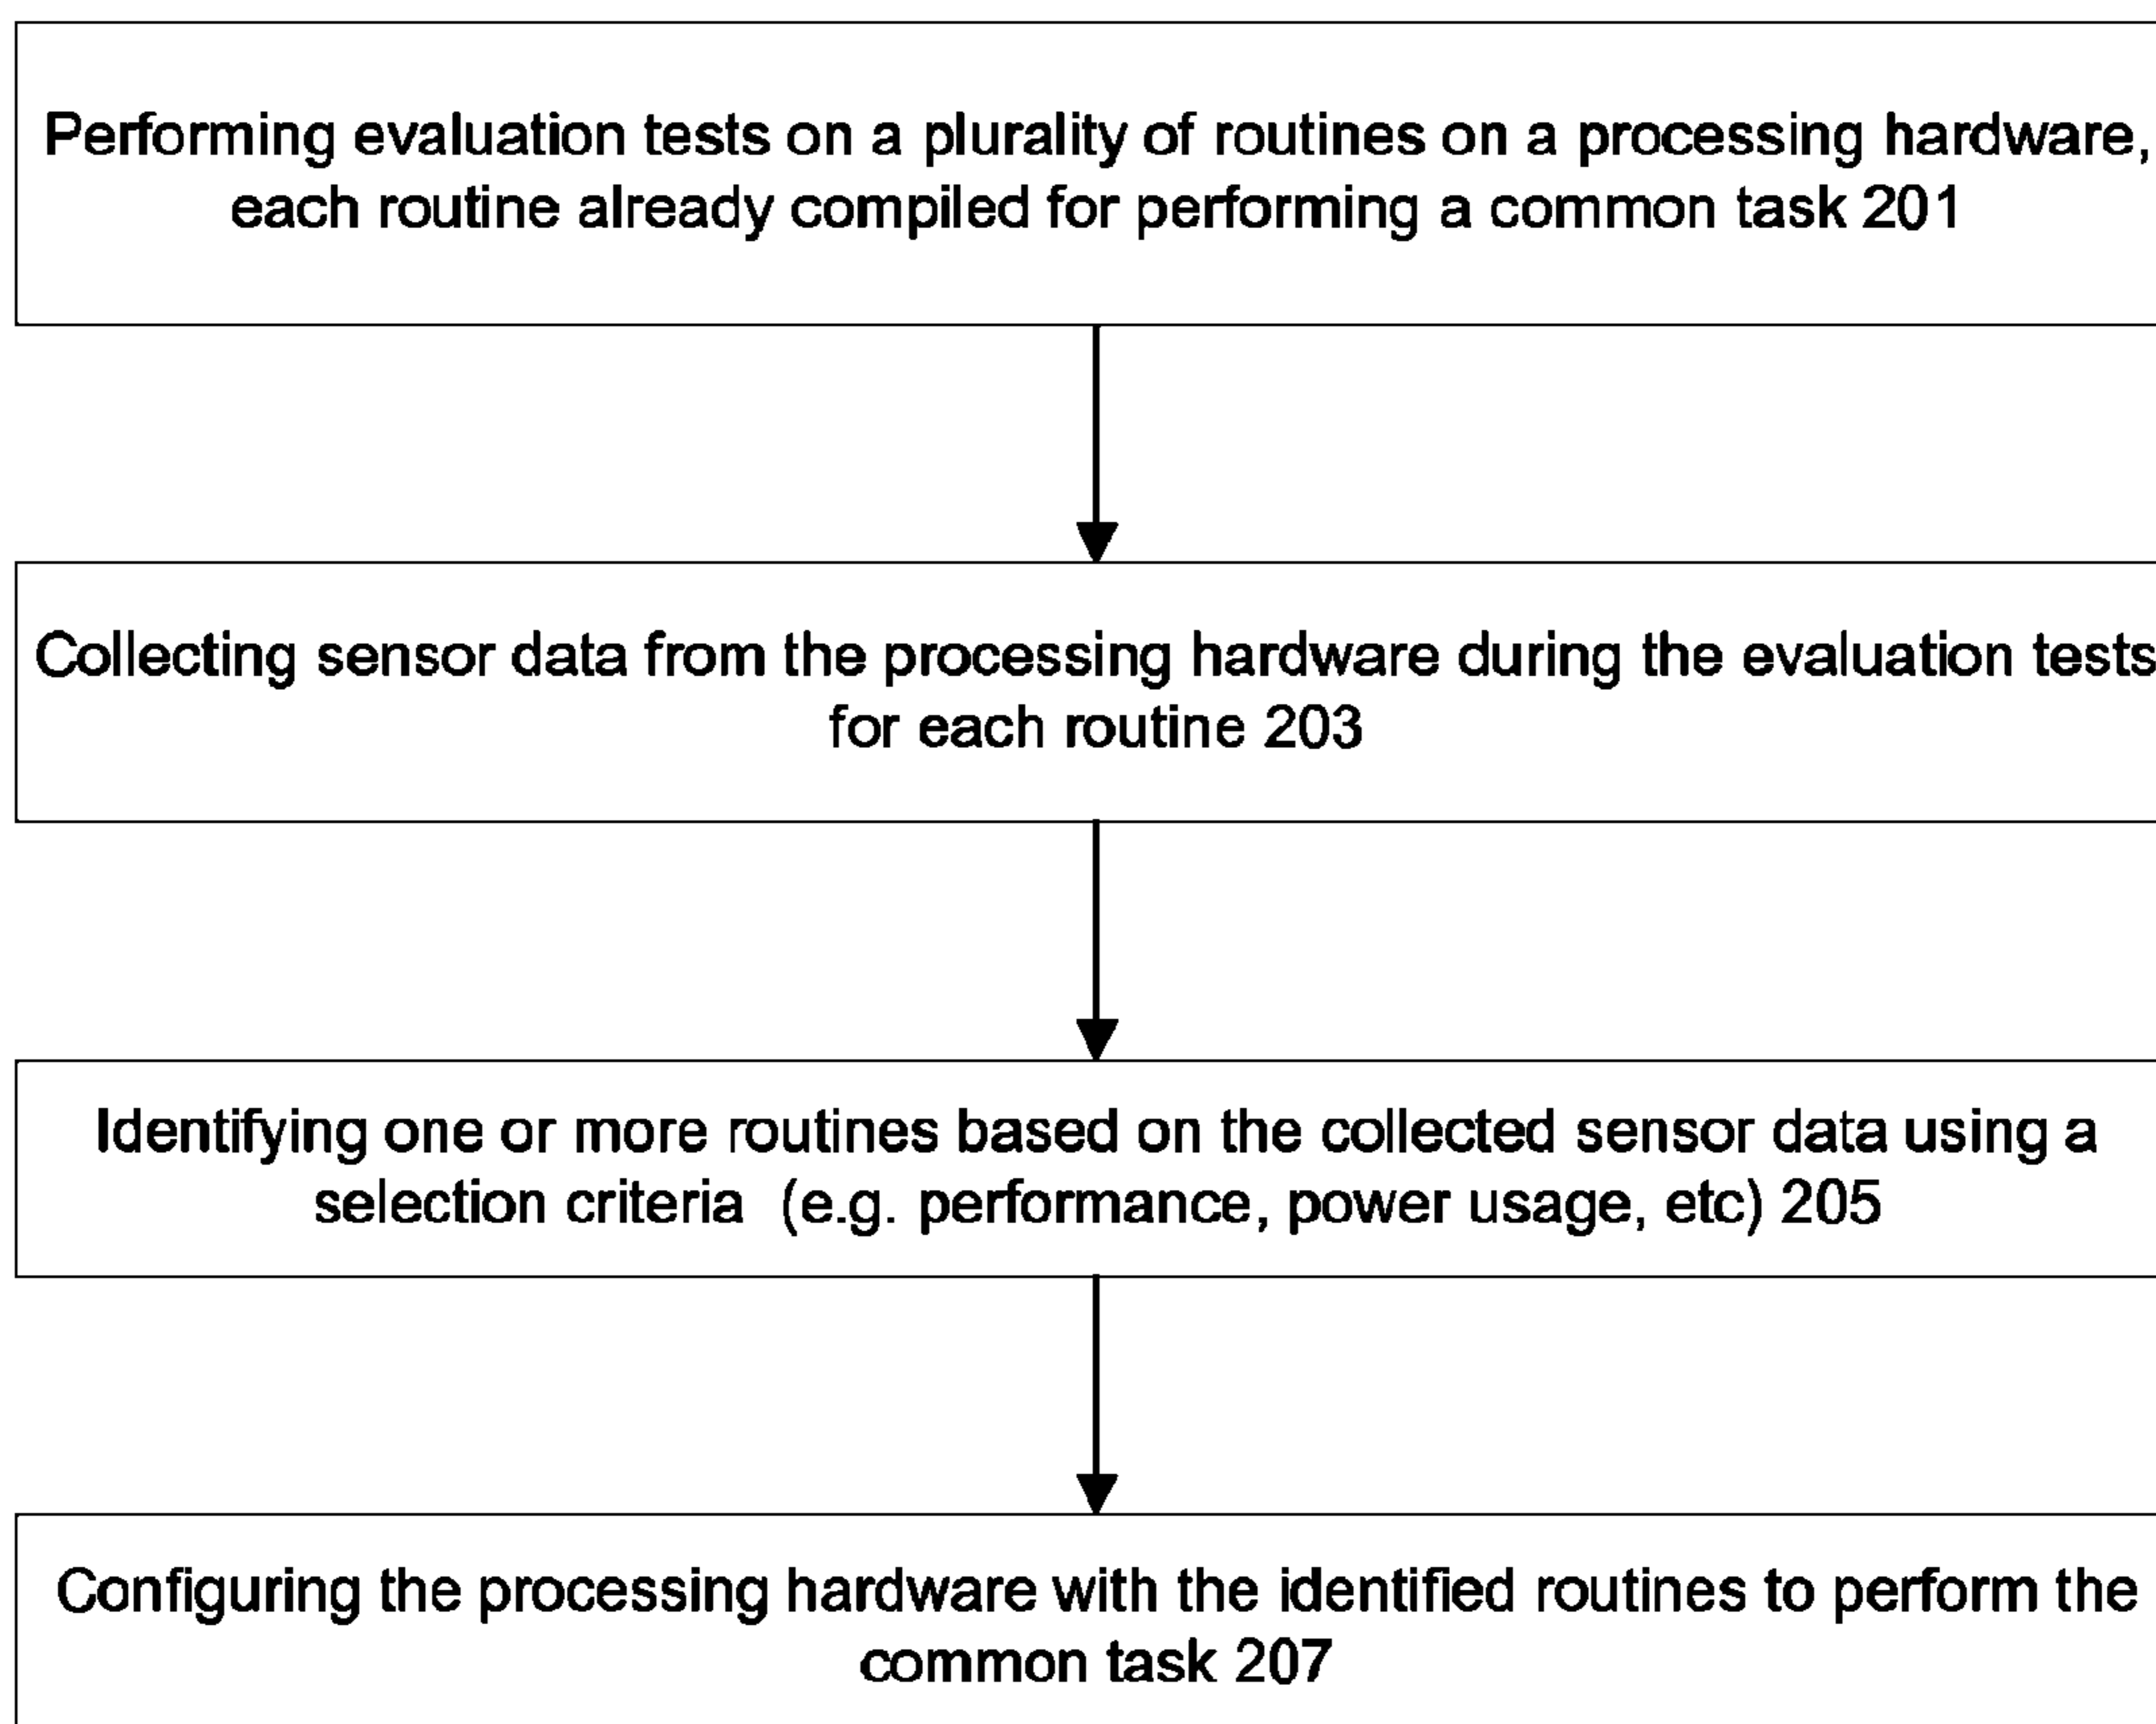 Performing evaluation tests on a plurality of routines on a processing hardware,
each routine already compiled for performing a common task 201
Collecting sensor data from the processing hardware during the evaluation tests
for each routine 203
Identifying one or more routines based on the collected sensor data using a
selection criteria (e.g. performance, power usage, etc) 205
Configuring the processing hardware with the identified routines to perform the
common task 207